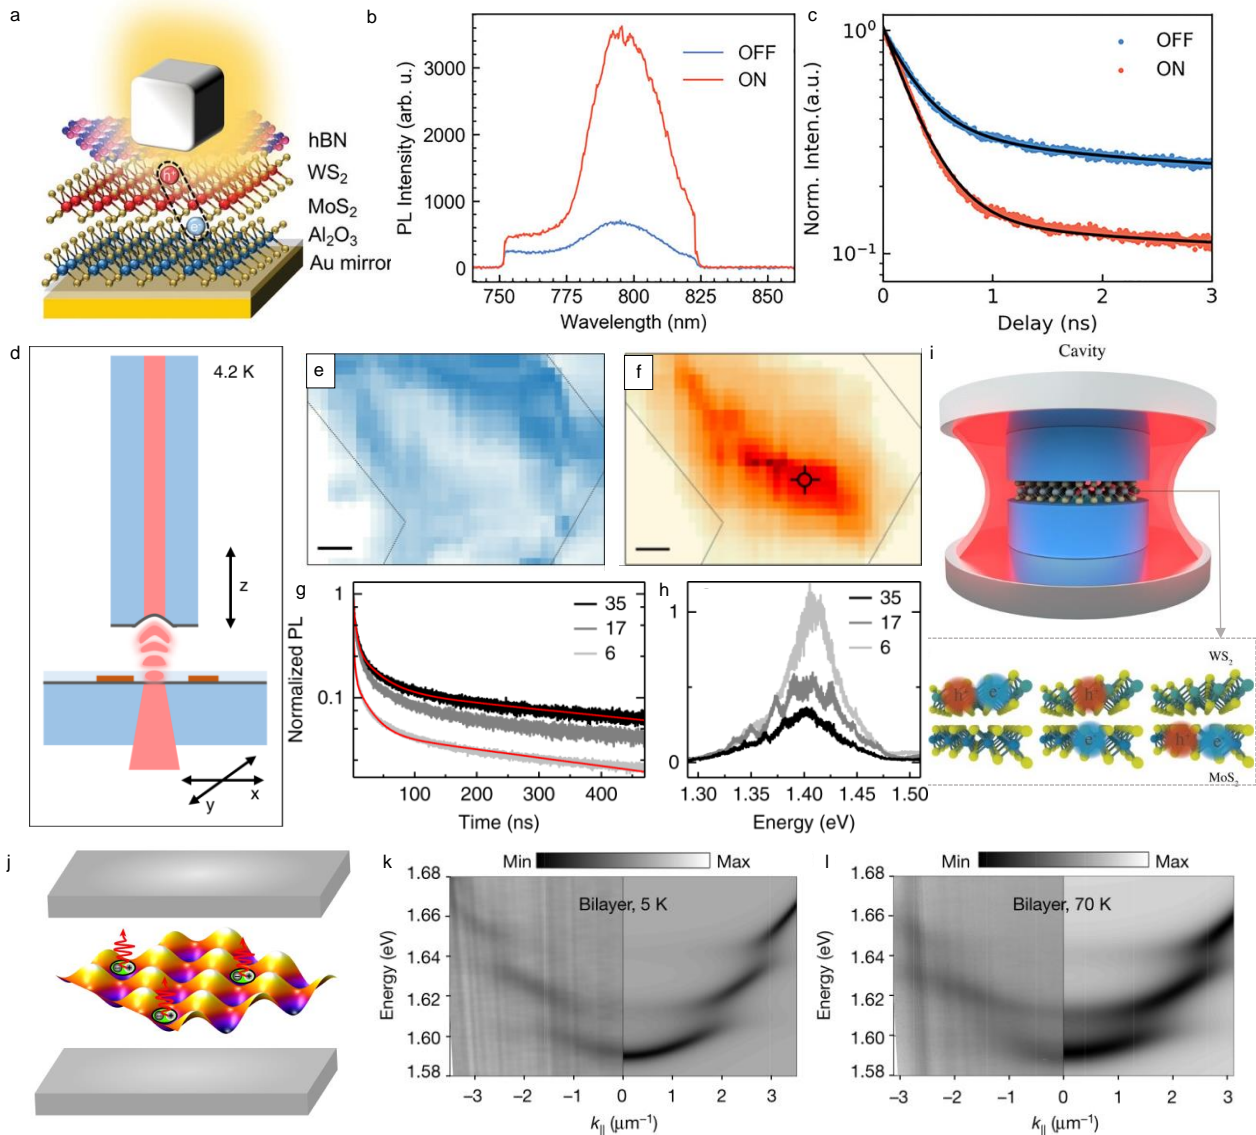 a
hBN
WS2
MoS2
Al2O3
Au mirror
h+
e-
b
PL Intensity (arb. u.)
3000
2400
1800
1200
600
0
OFF
ON
750
775
800
825
850
Wavelength (nm)
c
Norm. Inten.(a.u.)
10^0
10^-1
OFF
ON
0
1
2
3
Delay (ns)
d
4.2 K
z
y
x
e
f
g
Normalized PL
1
0.1
35
17
6
100
200
300
400
Time (ns)
h
1
0
35
17
6
1.30
1.35
1.40
1.45
1.50
Energy (eV)
i
Cavity
WS2
h+
e-
h+
e-
h+
e-
MoS2
j
k
Min
Max
Bilayer, 5 K
Energy (eV)
1.68
1.66
1.64
1.62
1.60
1.58
−3
−2
−1
0
1
2
3
k|| (μm−1)
l
Min
Max
Bilayer, 70 K
Energy (eV)
1.68
1.66
1.64
1.62
1.60
1.58
−3
−2
−1
0
1
2
3
k|| (μm−1)